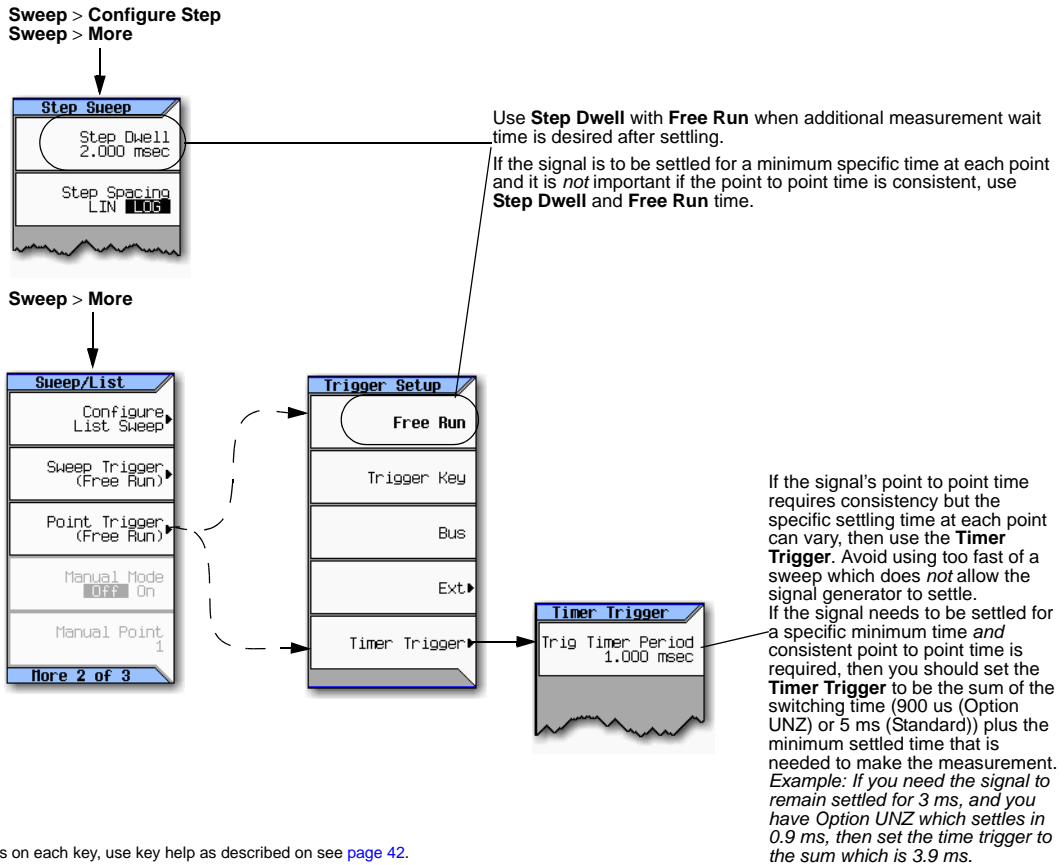 Sweep > Configure Step
Sweep > More
Step Sweep
Step Dwell
2.000 msec
Step Spacing
LIN LOG
Use Step Dwell with Free Run when additional measurement wait
time is desired after settling.
If the signal is to be settled for a minimum specific time at each point
and it is not important if the point to point time is consistent, use
Step Dwell and Free Run time.
Sweep > More
Sweep/List
Configure
List Sweep
Sweep Trigger
(Free Run)
Point Trigger
(Free Run)
Manual Mode
Off On
Manual Point
1
More 2 of 3
Trigger Setup
Free Run
Trigger Key
Bus
Ext
Timer Trigger
Timer Trigger
Trig Timer Period
1.000 msec
If the signal's point to point time
requires consistency but the
specific settling time at each point
can vary, then use the Timer
Trigger. Avoid using too fast of a
sweep which does not allow the
signal generator to settle.
If the signal needs to be settled for
a specific minimum time and
consistent point to point time is
required, then you should set the
Timer Trigger to be the sum of the
switching time (900 us (Option
UNZ) or 5 ms (Standard)) plus the
minimum settled time that is
needed to make the measurement.
Example: If you need the signal to
remain settled for 3 ms, and you
have Option UNZ which settles in
0.9 ms, then set the time trigger to
the sum which is 3.9 ms.
s on each key, use key help as described on see page 42.